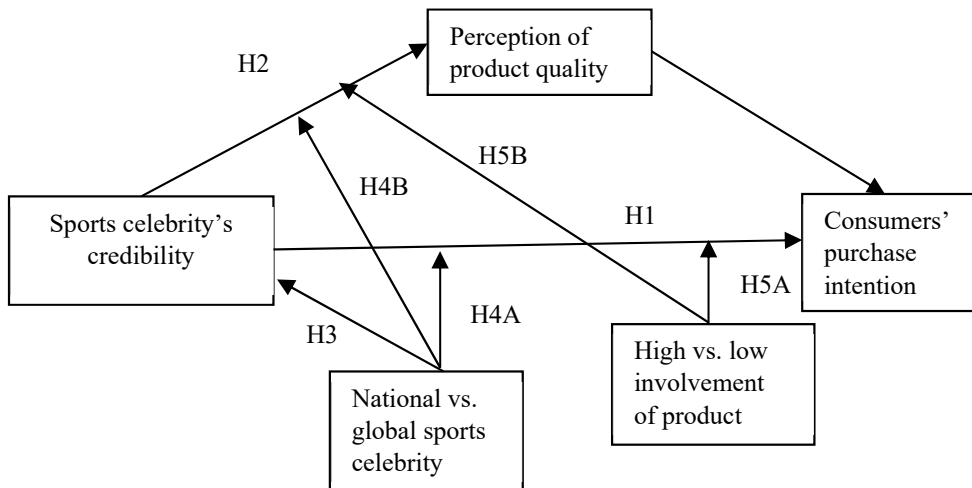 Perception of
product quality
H2
H5B
H4B
Sports celebrity’s
credibility
H1
Consumers’
purchase
intention
H5A
H4A
H3
High vs. low
involvement
of product
National vs.
global sports
celebrity